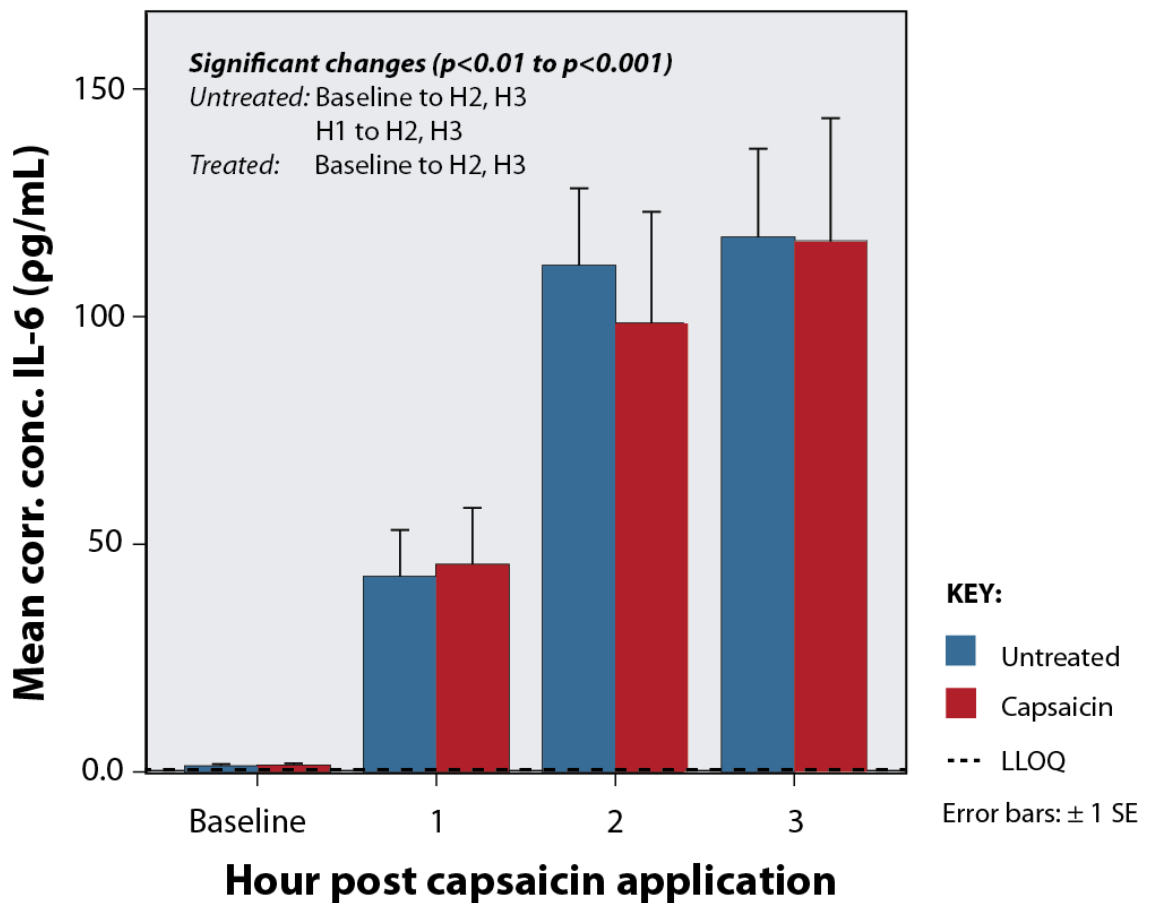 Significant changes (p<0.01 to p<0.001)
Untreated: Baseline to H2, H3
H1 to H2, H3
Treated: Baseline to H2, H3
Mean corr. conc. IL-6 (ρg/mL)
150
100
50
0.0
Baseline 1 2 3
Hour post capsaicin application
KEY:
Untreated
Capsaicin
LLOQ
Error bars: ± 1 SE